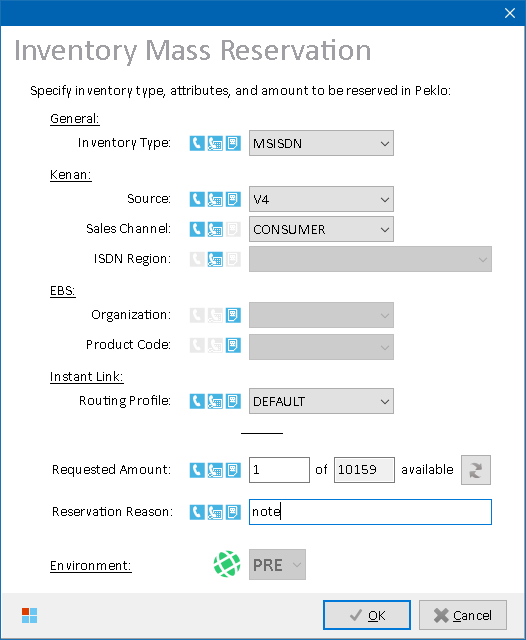 Inventory Mass Reservation
Specify inventory type, attributes, and amount to be reserved in Peklo:
General:
Inventory Type: MSISDN
Kenan:
Source: V4
Sales Channel: CONSUMER
ISDN Region:
EBS:
Organization:
Product Code:
Instant Link:
Routing Profile: DEFAULT
Requested Amount: 1 of 10159 available
Reservation Reason: note
Environment: PRE
OK Cancel